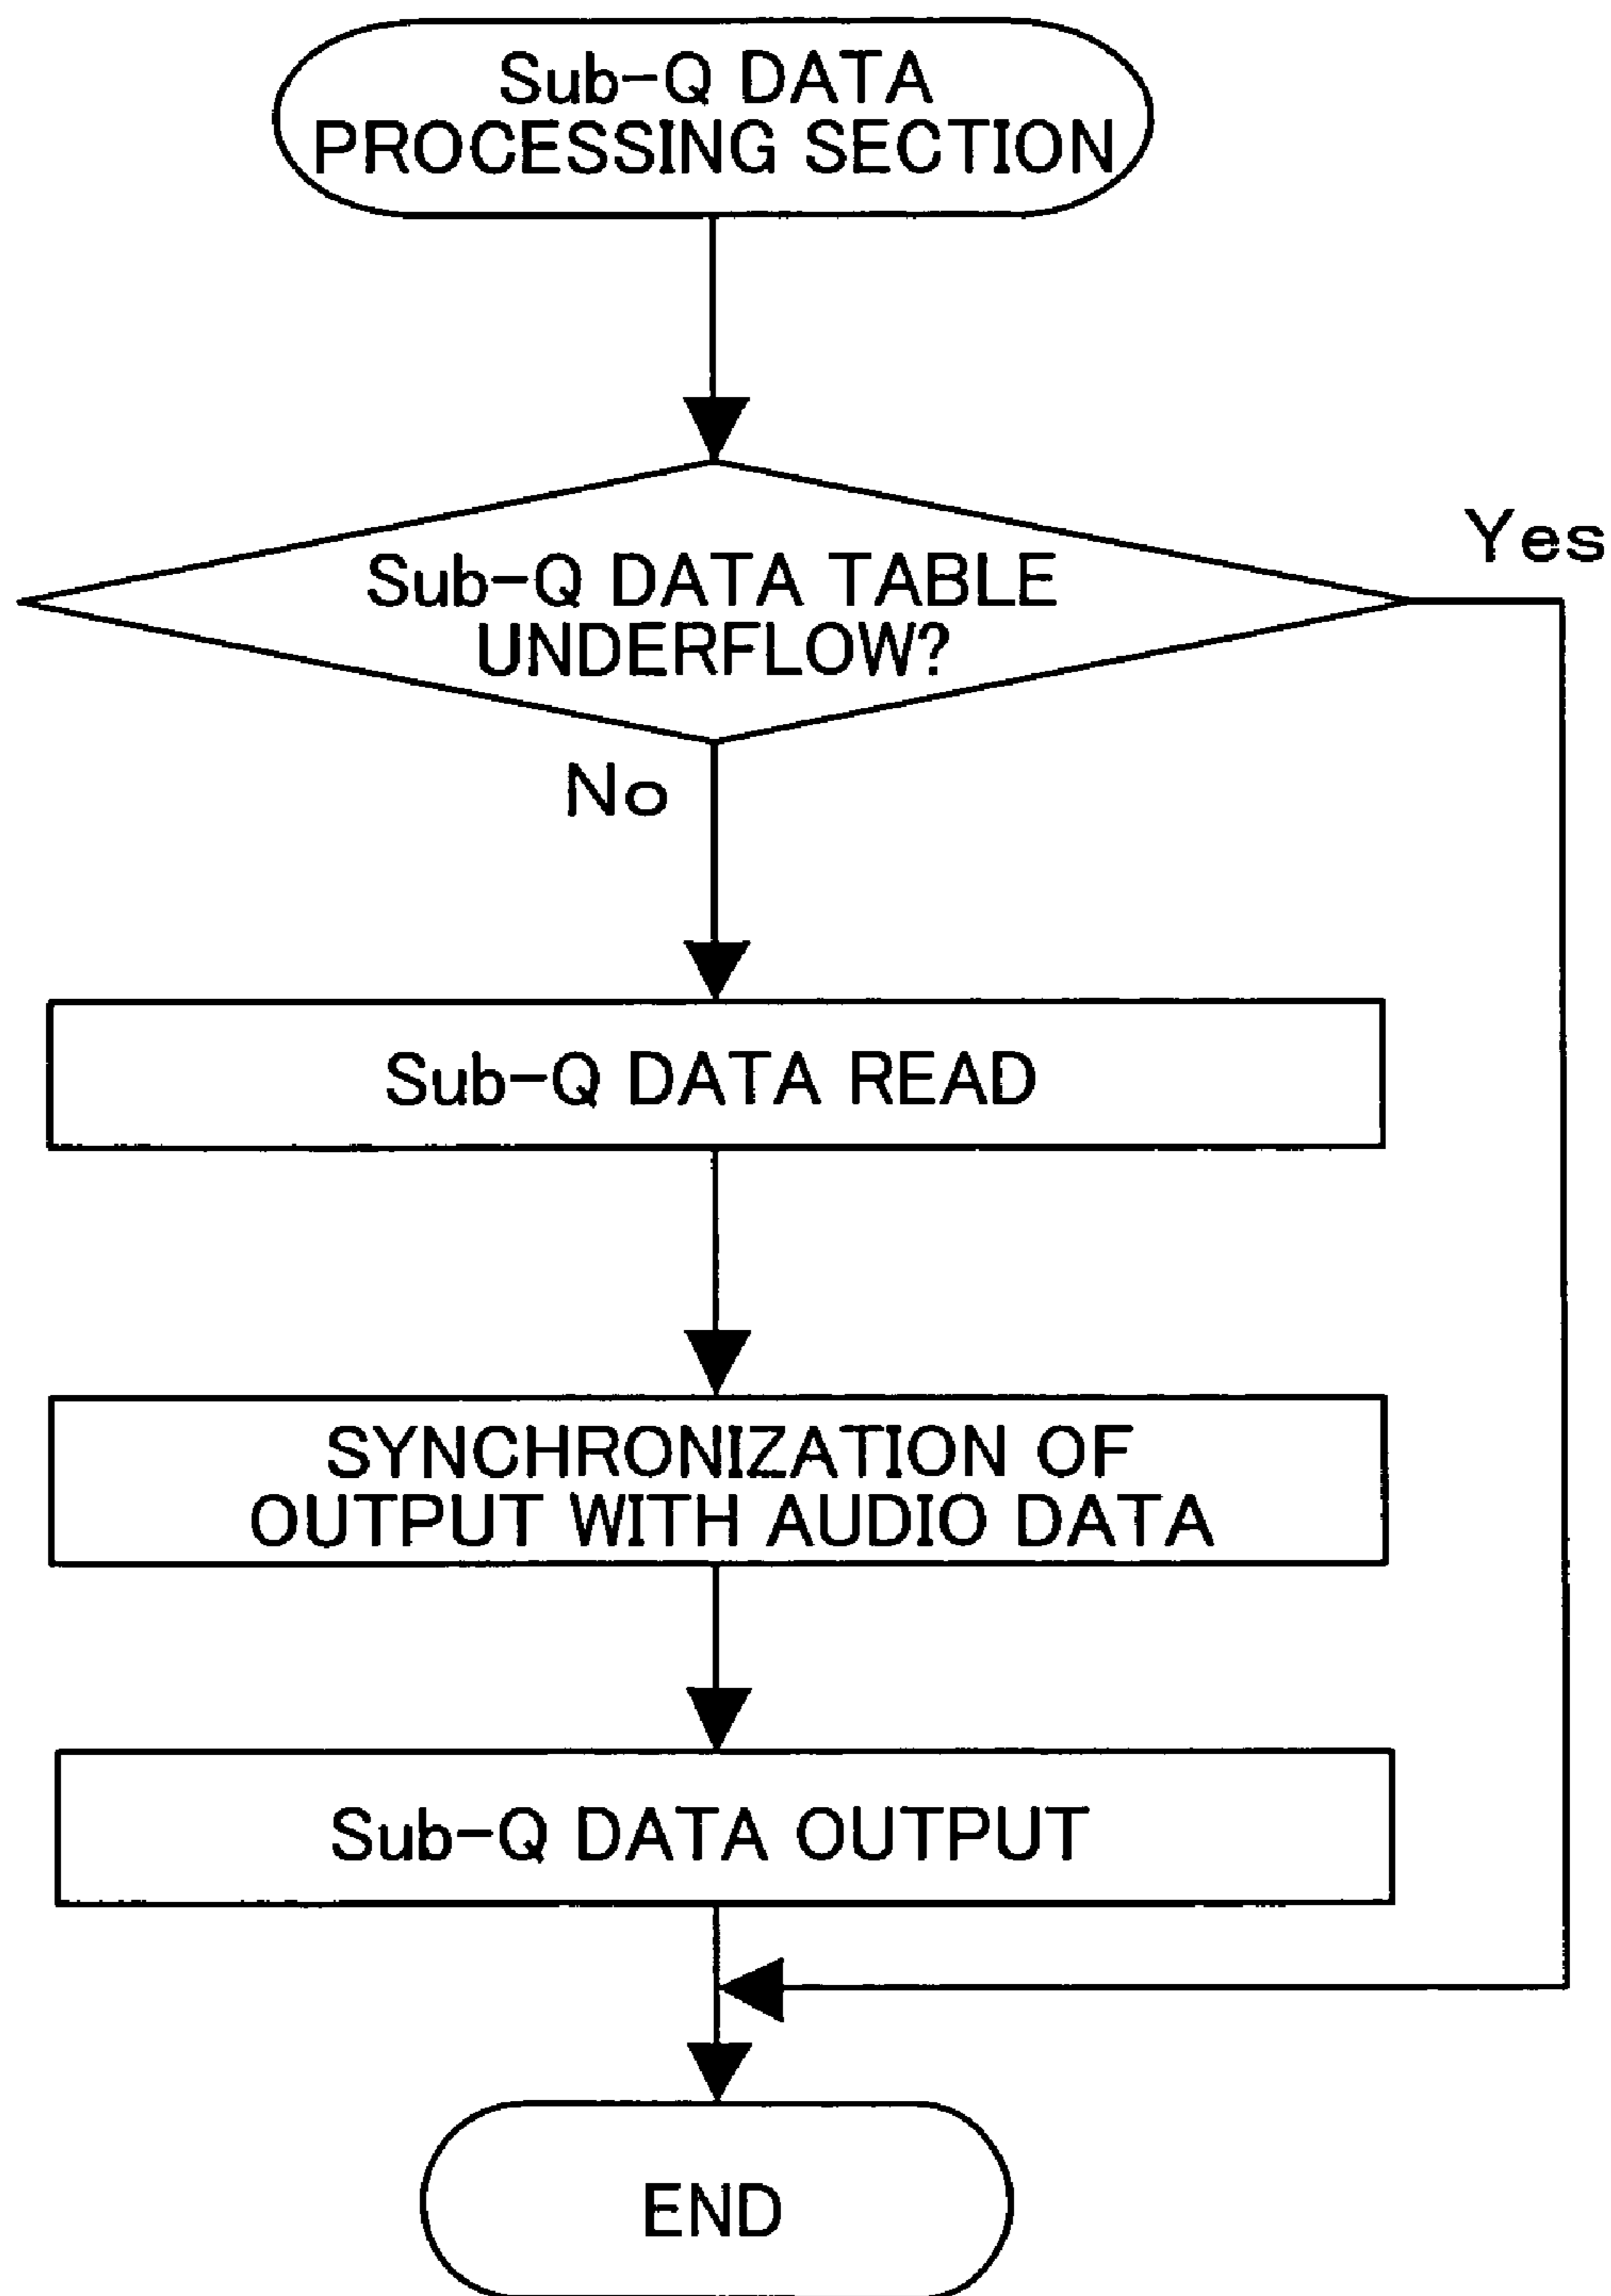 Sub-Q DATA
PROCESSING SECTION
Sub-Q DATA TABLE
UNDERFLOW?
Yes
No
Sub-Q DATA READ
SYNCHRONIZATION OF
OUTPUT WITH AUDIO DATA
Sub-Q DATA OUTPUT
END